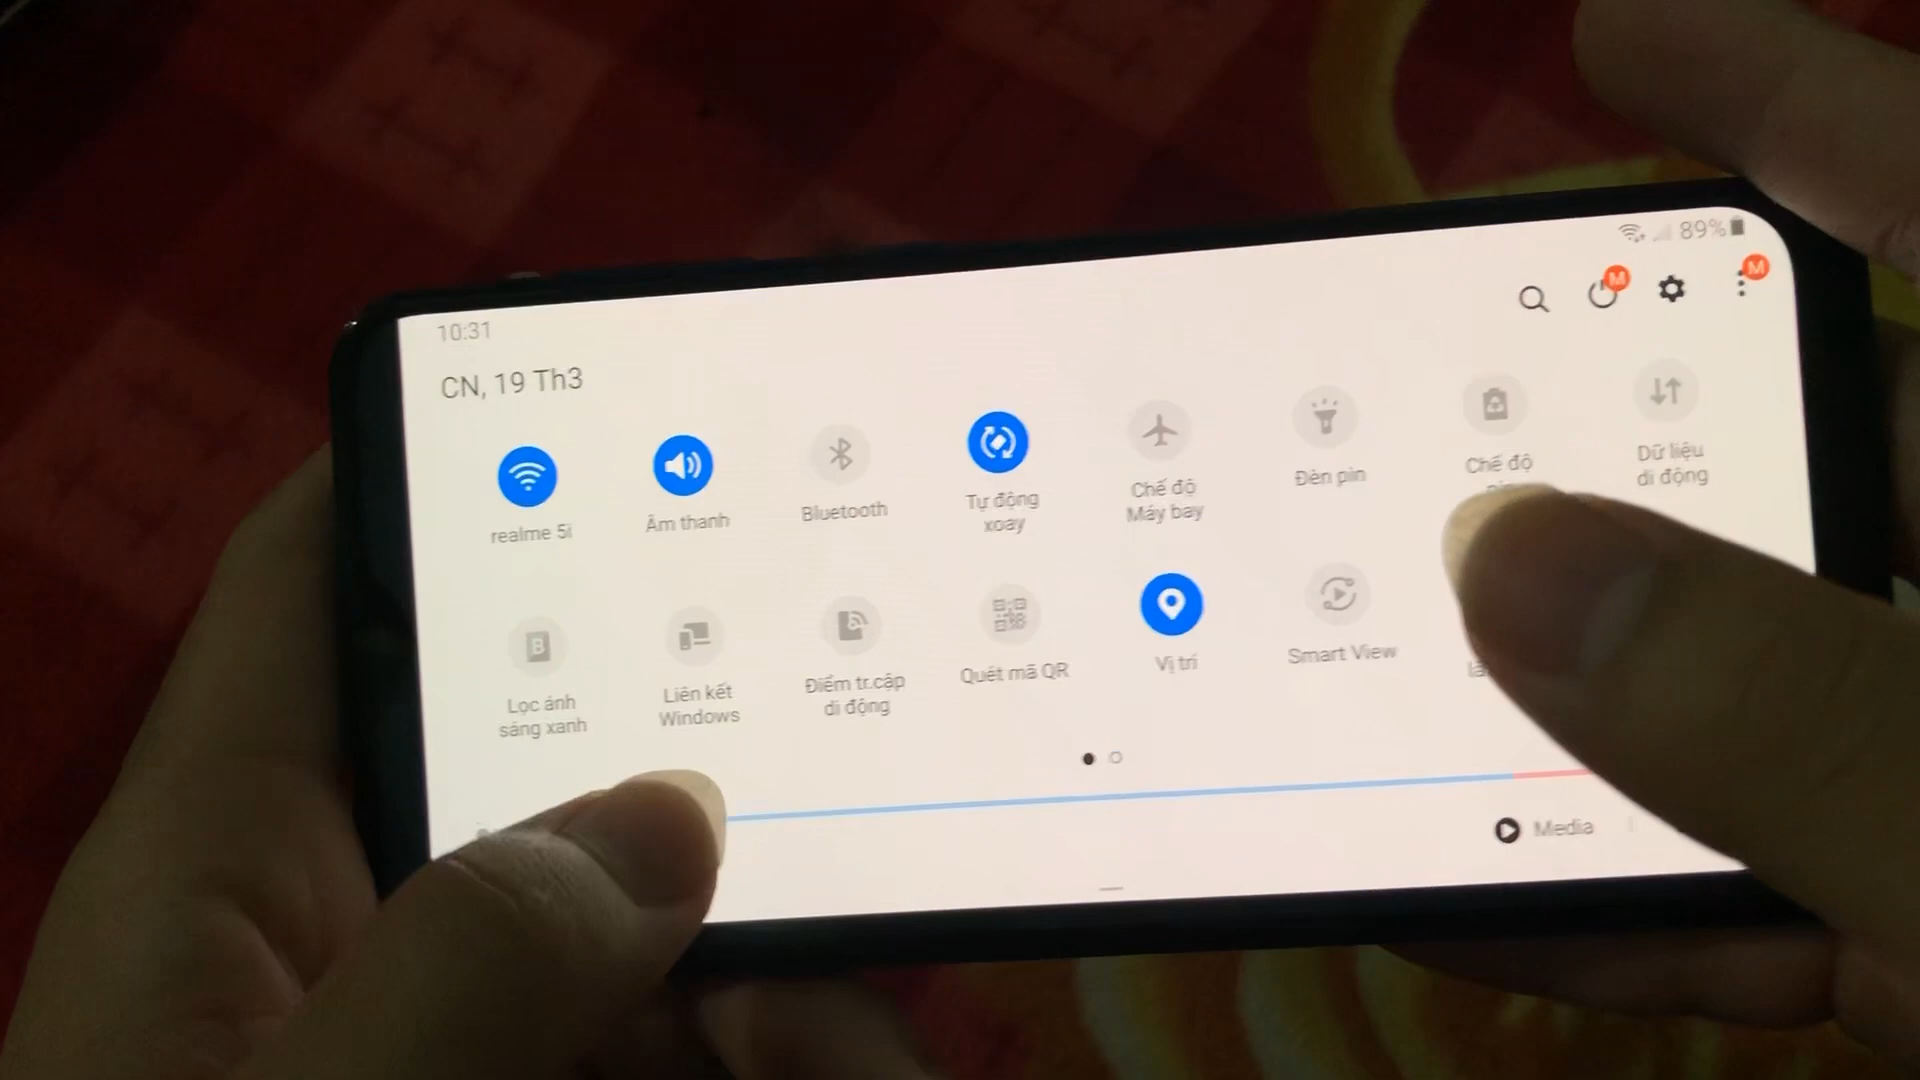 89%
M
M
10:31
CN, 19 Th3
realme 5i
Âm thanh
Bluetooth
Tự động
xoay
Chế độ
Máy bay
Đèn pin
Chế độ
Dữ liệu
di động
B
Lọc ánh
sáng xanh
Liên kết
Windows
Điểm tr.cập
di động
Quét mã QR
Vị trí
Smart View
Media